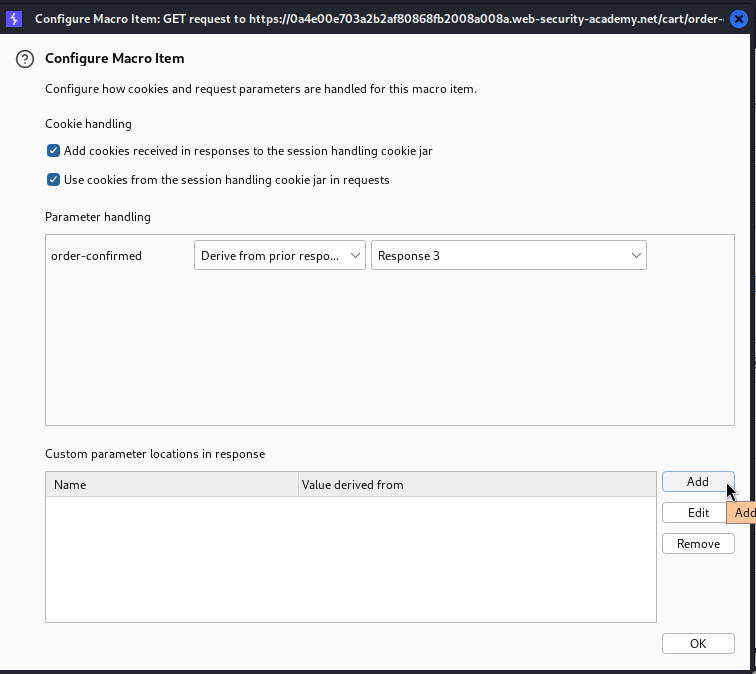 Configure Macro Item: GET request to https://0a4e00e703a2b2af80868fb2008a008a.web-security-academy.net/cart/order-
Configure Macro Item
Configure how cookies and request parameters are handled for this macro item.
Cookie handling
Add cookies received in responses to the session handling cookie jar
Use cookies from the session handling cookie jar in requests
Parameter handling
order-confirmed Derive from prior respo... Response 3
Custom parameter locations in response
Name Value derived from
Add
Edit
Add
Remove
OK